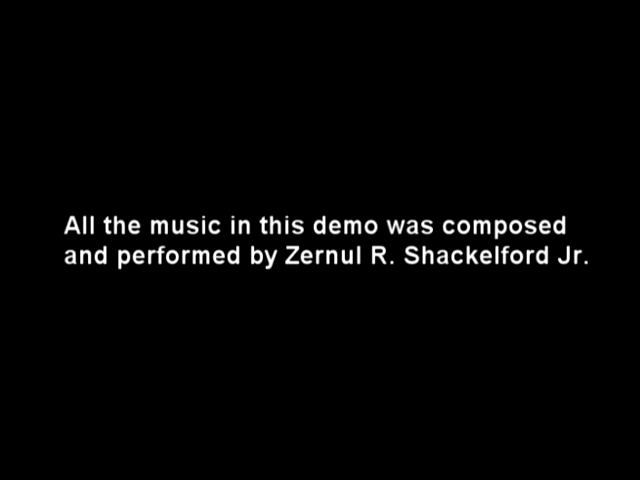 All the music in this demo was composed
and performed by Zernul R. Shackelford Jr.